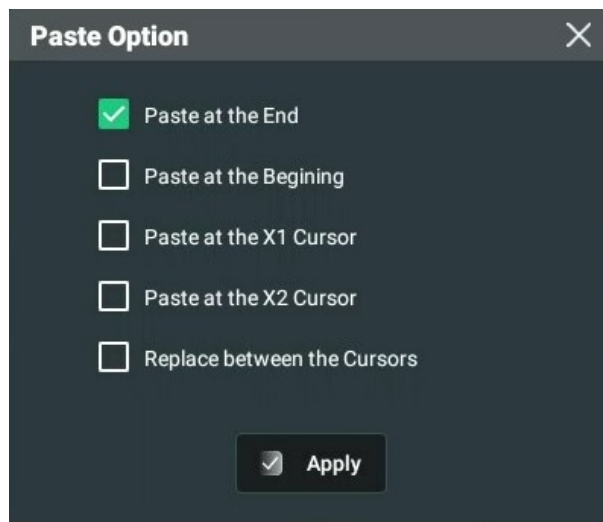 Paste Option
Paste at the End
Paste at the Begining
Paste at the X1 Cursor
Paste at the X2 Cursor
Replace between the Cursors
Apply